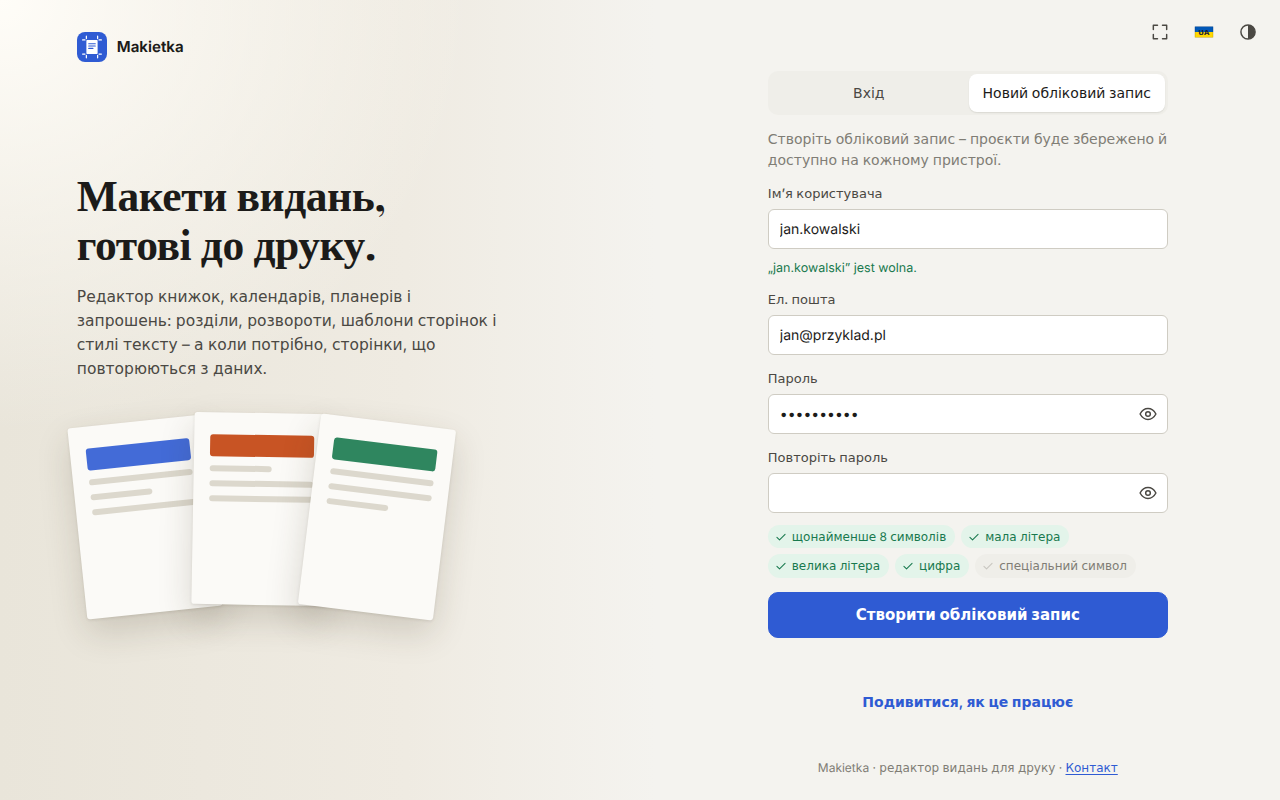 Makietka
UA
Макети видань,
готові до друку.
Редактор книжок, календарів, планерів і
запрошень: розділи, розвороти, шаблони сторінок і
стилі тексту – а коли потрібно, сторінки, що
повторюються з даних.
Вхід
Новий обліковий запис
Створіть обліковий запис – проєкти буде збережено й
доступно на кожному пристрої.
Ім'я користувача
jan.kowalski
„jan.kowalski” jest wolna.
Ел. пошта
jan@przyklad.pl
Пароль
••••••••••
Повторіть пароль
щонайменше 8 символів
мала літера
велика літера
цифра
спеціальний символ
Створити обліковий запис
Подивитися, як це працює
Makietka · редактор видань для друку · Контакт